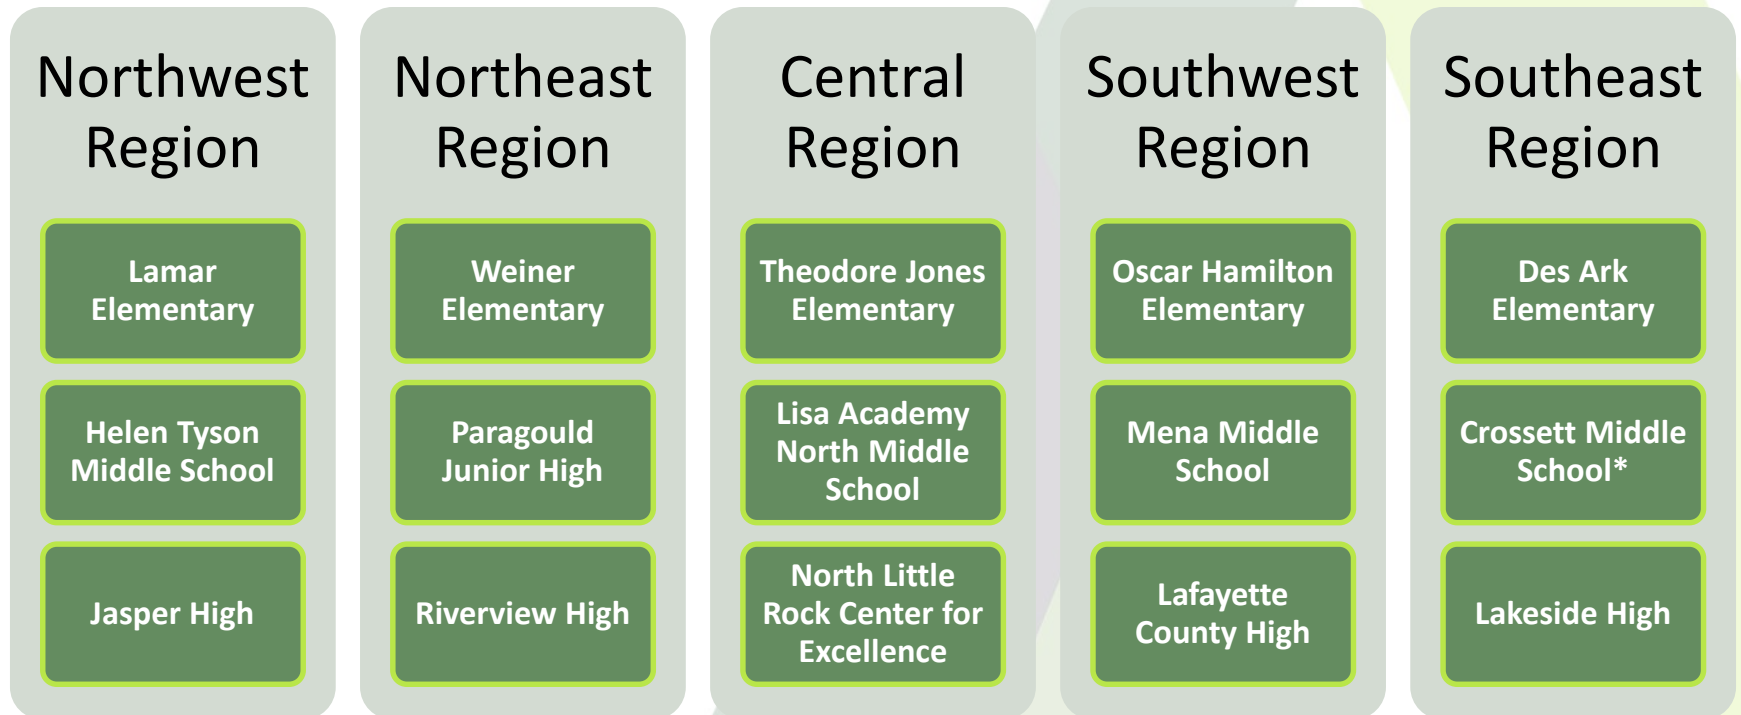 Northwest
Region
Lamar
Elementary
Helen Tyson
Middle School
Jasper High
Northeast
Region
Weiner
Elementary
Paragould
Junior High
Riverview High
Central
Region
Theodore Jones
Elementary
Lisa Academy
North Middle
School
North Little
Rock Center for
Excellence
Southwest
Region
Oscar Hamilton
Elementary
Mena Middle
School
Lafayette
County High
Southeast
Region
Des Ark
Elementary
Crossett Middle
School*
Lakeside High